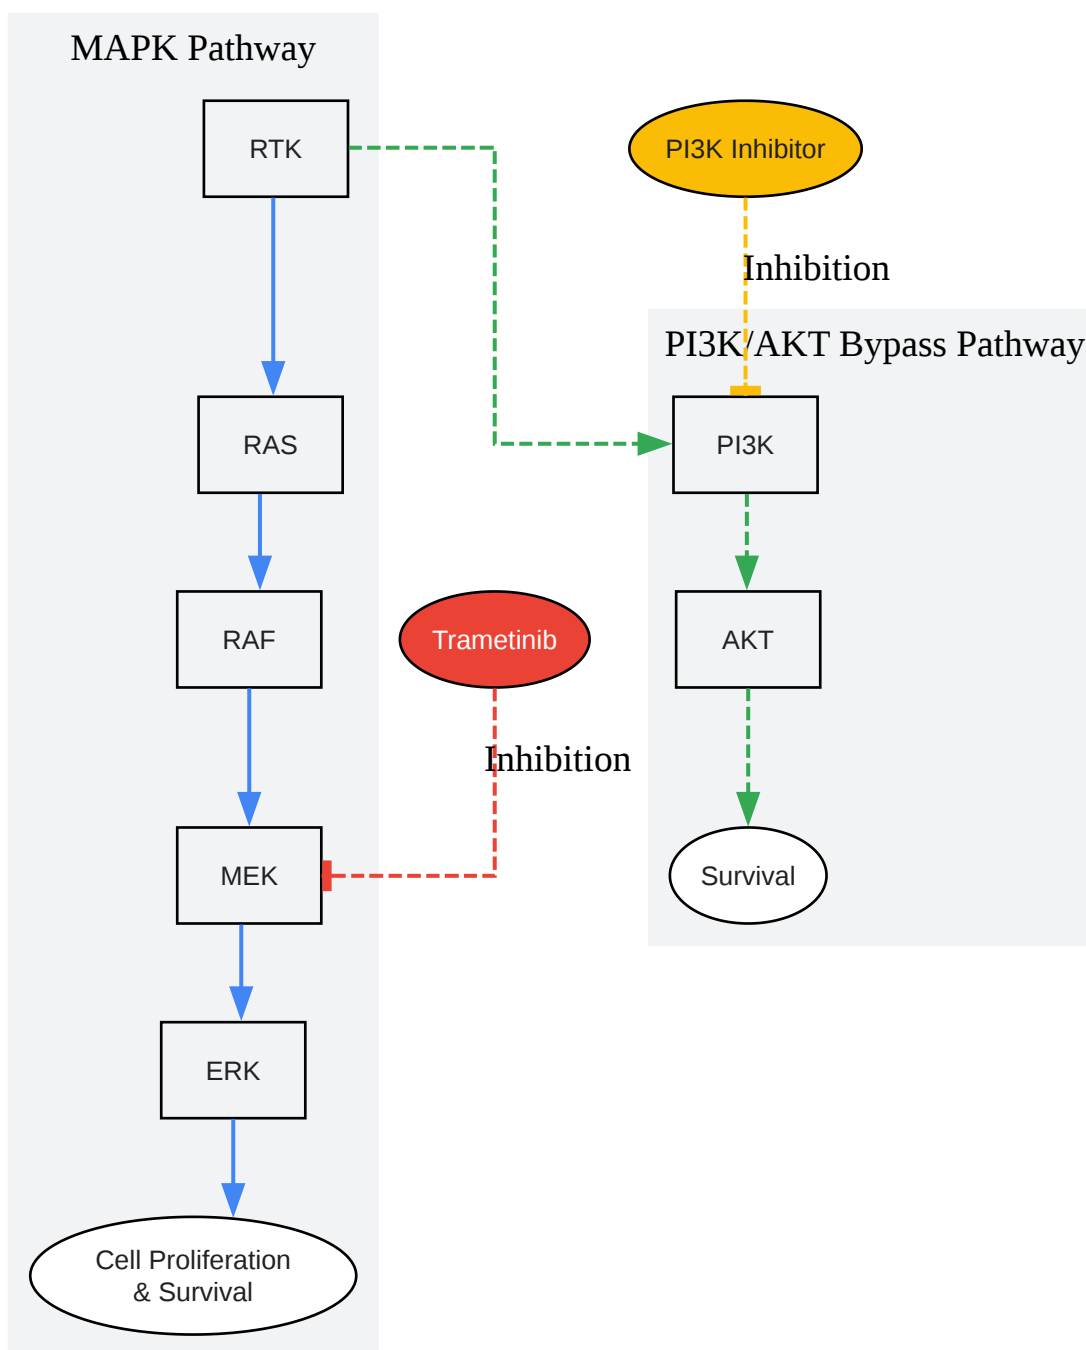 MAPK Pathway
RTK
PI3K Inhibitor
Inhibition
PI3K/AKT Bypass Pathway
RAS
PI3K
RAF
Trametinib
AKT
Inhibition
MEK
Survival
ERK
Cell Proliferation
& Survival